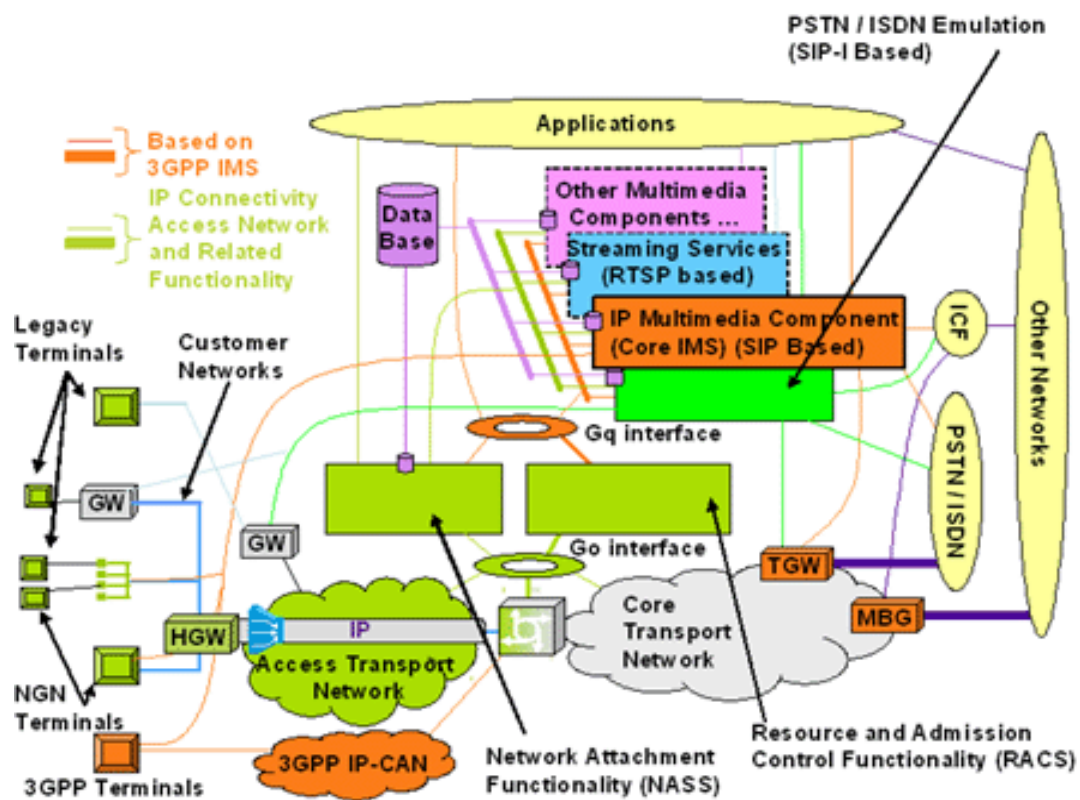 PSTN / ISDN Emulation
(SIP-I Based)
Applications
Based on
3GPP IMS
IP Connectivity
Access Network
and Related
Functionality
Data
Base
Other Multimedia
Components ...
Streaming Services
(RTSP based)
IP Multimedia Component
(Core IMS) (SIP Based)
ICF
Other Networks
Legacy
Terminals
Customer
Networks
Gq interface
PSTN / ISDN
GW
GW
Go interface
TGW
Core
Transport
Network
MBG
HGW
IP
Access Transport
Network
NGN
Terminals
3GPP Terminals
3GPP IP-CAN
Network Attachment
Functionality (NASS)
Resource and Admission
Control Functionality (RACS)